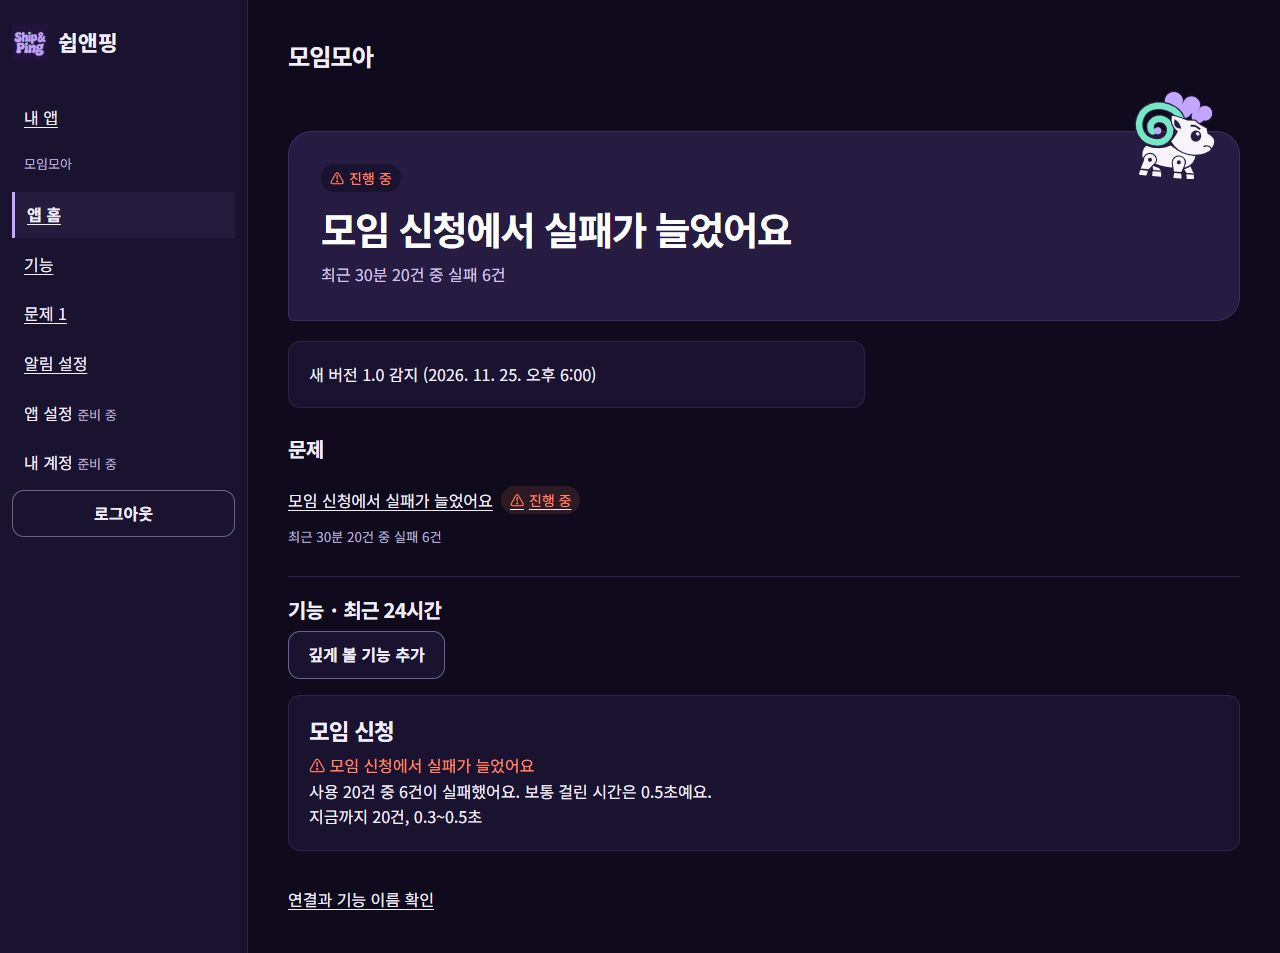 Ship&
Ping
쉽앤핑
내 앱
모임모아
앱 홈
기능
문제 1
알림 설정
앱 설정 준비 중
내 계정 준비 중
로그아웃
모임모아
진행 중
모임 신청에서 실패가 늘었어요
최근 30분 20건 중 실패 6건
새 버전 1.0 감지 (2026. 11. 25. 오후 6:00)
문제
모임 신청에서 실패가 늘었어요 진행 중
최근 30분 20건 중 실패 6건
기능 · 최근 24시간
깊게 볼 기능 추가
모임 신청
모임 신청에서 실패가 늘었어요
사용 20건 중 6건이 실패했어요. 보통 걸린 시간은 0.5초예요.
지금까지 20건, 0.3~0.5초
연결과 기능 이름 확인